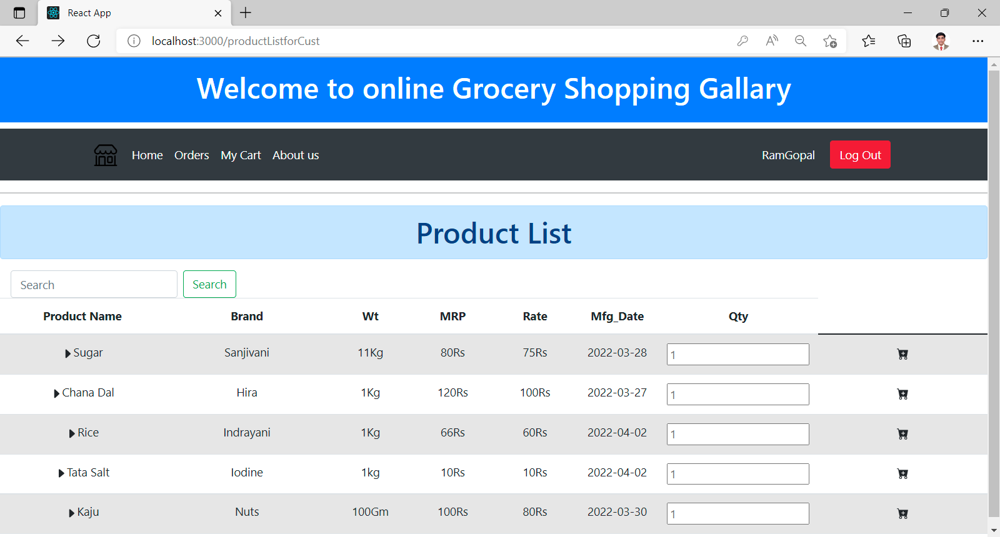 React App
localhost:3000/productListforCust
Welcome to online Grocery Shopping Gallary
Home Orders My Cart About us RamGopal Log Out
Product List
Search Search
Product Name Brand Wt MRP Rate Mfg_Date Qty
Sugar Sanjivani 11Kg 80Rs 75Rs 2022-03-28 1
Chana Dal Hira 1Kg 120Rs 100Rs 2022-03-27 1
Rice Indrayani 1Kg 66Rs 60Rs 2022-04-02 1
Tata Salt Iodine 1kg 10Rs 10Rs 2022-04-02 1
Kaju Nuts 100Gm 100Rs 80Rs 2022-03-30 1